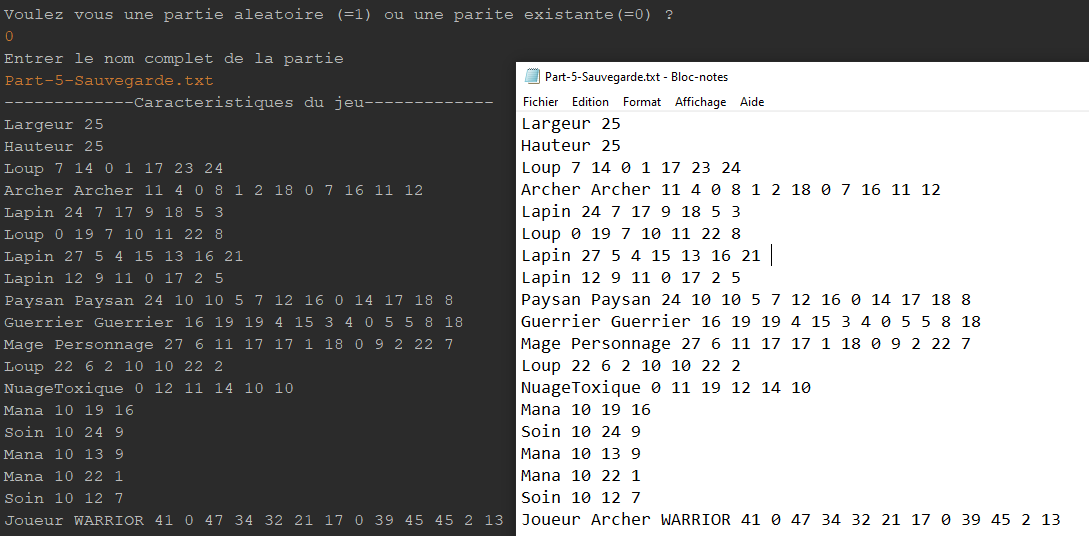 Voulez vous une partie aleatoire (=1) ou une parite existante(=0) ?
0
Entrer le nom complet de la partie
Part-5-Sauvegarde.txt
-------------Caracteristiques du jeu-------------
Largeur 25
Hauteur 25
Loup 7 14 0 1 17 23 24
Archer Archer 11 4 0 8 1 2 18 0 7 16 11 12
Lapin 24 7 17 9 18 5 3
Loup 0 19 7 10 11 22 8
Lapin 27 5 4 15 13 16 21
Lapin 12 9 11 0 17 2 5
Paysan Paysan 24 10 10 5 7 12 16 0 14 17 18 8
Guerrier Guerrier 16 19 19 4 15 3 4 0 5 5 8 18
Mage Personnage 27 6 11 17 17 1 18 0 9 2 22 7
Loup 22 6 2 10 10 22 2
NuageToxique 0 12 11 14 10 10
Mana 10 19 16
Soin 10 24 9
Mana 10 13 9
Mana 10 22 1
Soin 10 12 7
Joueur WARRIOR 41 0 47 34 32 21 17 0 39 45 45 2 13
Part-5-Sauvegarde.txt - Bloc-notes
Fichier Edition Format Affichage Aide
Largeur 25
Hauteur 25
Loup 7 14 0 1 17 23 24
Archer Archer 11 4 0 8 1 2 18 0 7 16 11 12
Lapin 24 7 17 9 18 5 3
Loup 0 19 7 10 11 22 8
Lapin 27 5 4 15 13 16 21
Lapin 12 9 11 0 17 2 5
Paysan Paysan 24 10 10 5 7 12 16 0 14 17 18 8
Guerrier Guerrier 16 19 19 4 15 3 4 0 5 5 8 18
Mage Personnage 27 6 11 17 17 1 18 0 9 2 22 7
Loup 22 6 2 10 10 22 2
NuageToxique 0 11 19 12 14 10
Mana 10 19 16
Soin 10 24 9
Mana 10 13 9
Mana 10 22 1
Soin 10 12 7
Joueur Archer WARRIOR 41 0 47 34 32 21 17 0 39 45 2 13